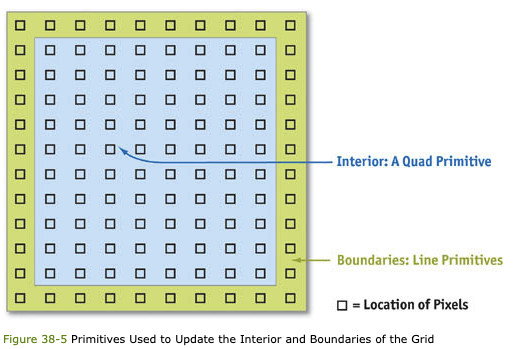 Interior: A Quad Primitive
Boundaries: Line Primitives
= Location of Pixels
Figure 38-5 Primitives Used to Update the Interior and Boundaries of the Grid